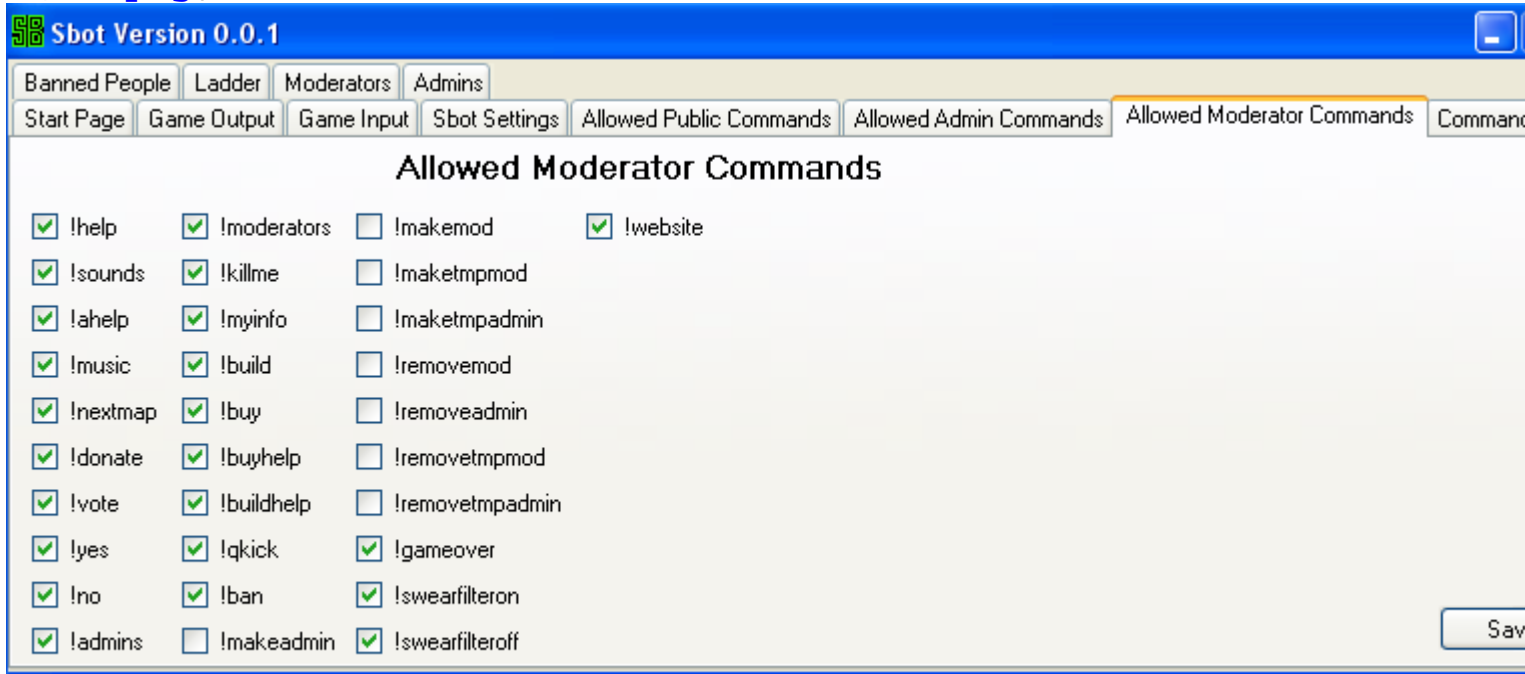 Sbot Version 0.0.1
Banned People Ladder Moderators Admins
Start Page Game Output Game Input Sbot Settings Allowed Public Commands Allowed Admin Commands Allowed Moderator Commands Command
Allowed Moderator Commands
!help !moderators !makemod !website
!sounds !killme !maketmpmod
!ahelp !myinfo !maketmpadmin
!music !build !removemod
!nextmap !buy !removeadmin
!donate !buyhelp !removetmpmod
!vote !buildhelp !removetmpadmin
!yes !qkick !gameover
!no !ban !swearfilteron
!admins !makeadmin !swearfilteroff
Sav